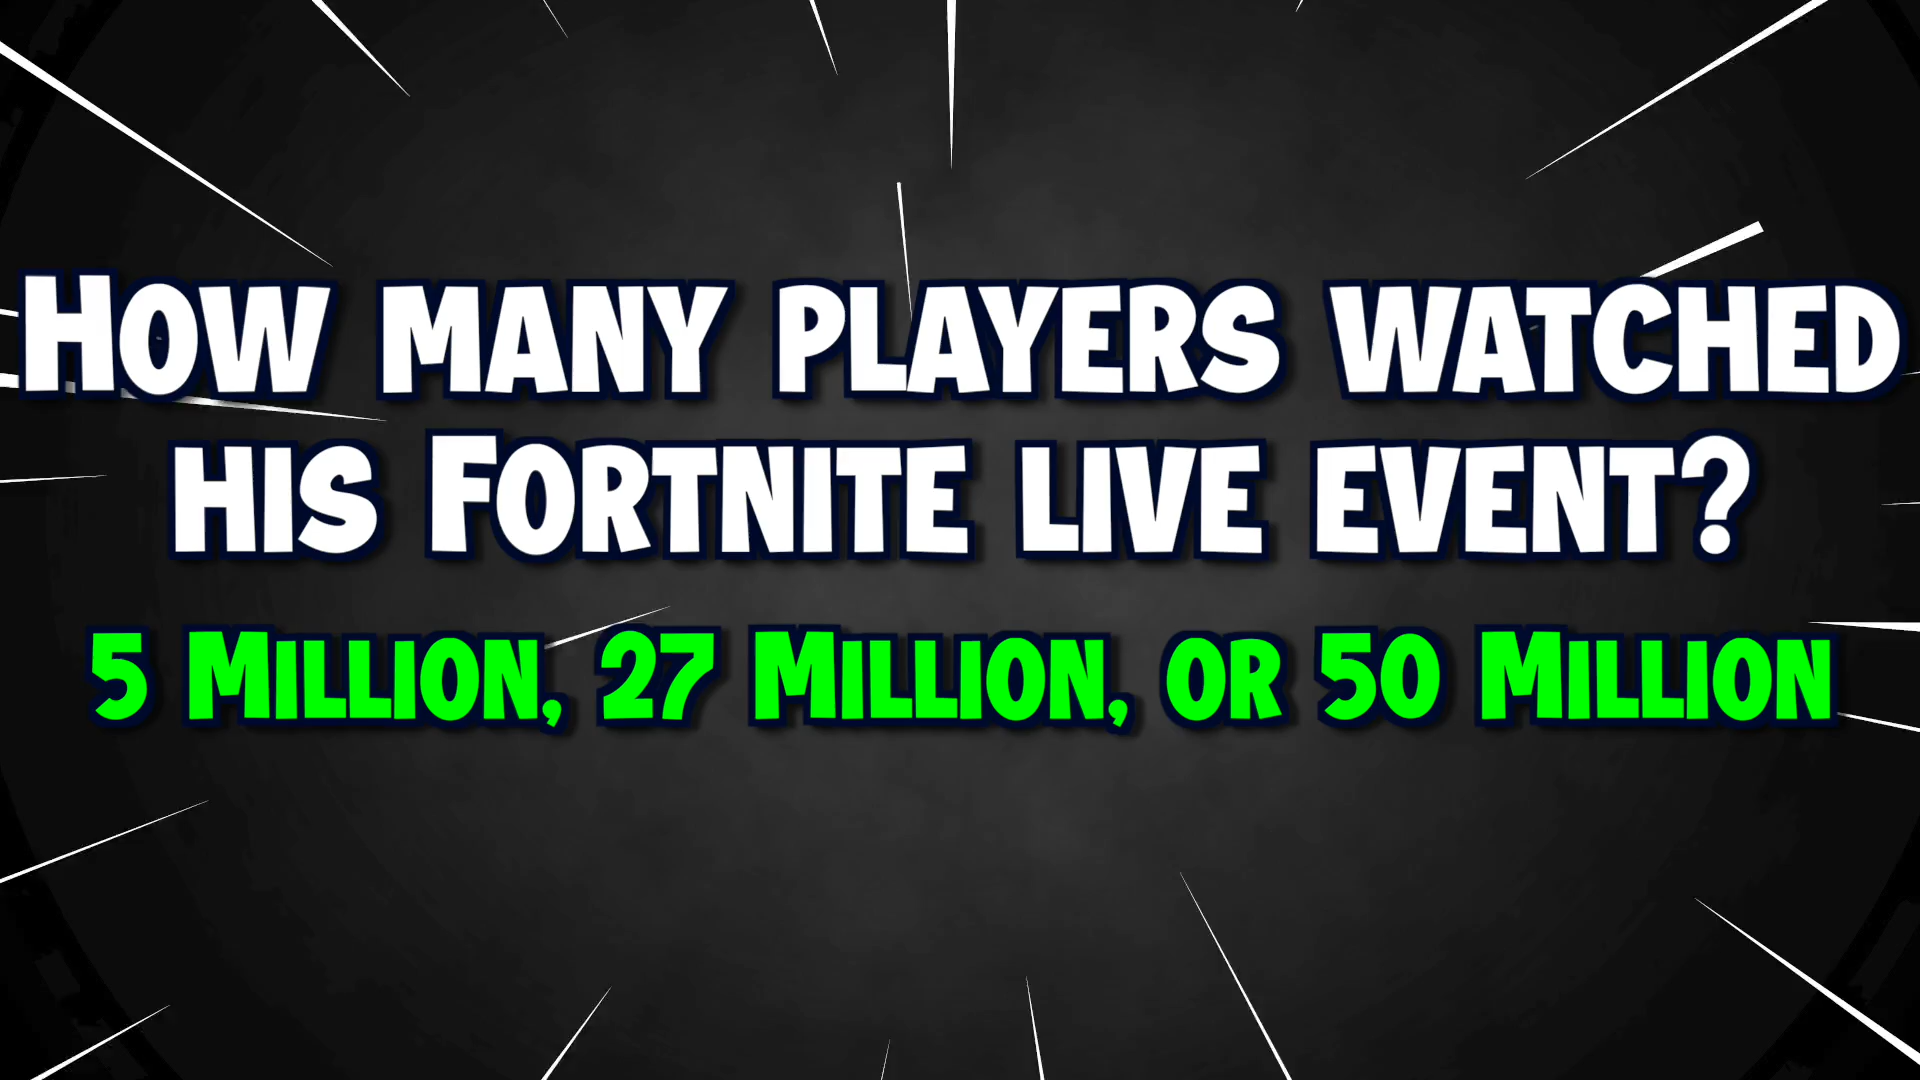 How many players watched
his Fortnite live event?
5 Million, 27 Million, or 50 Million